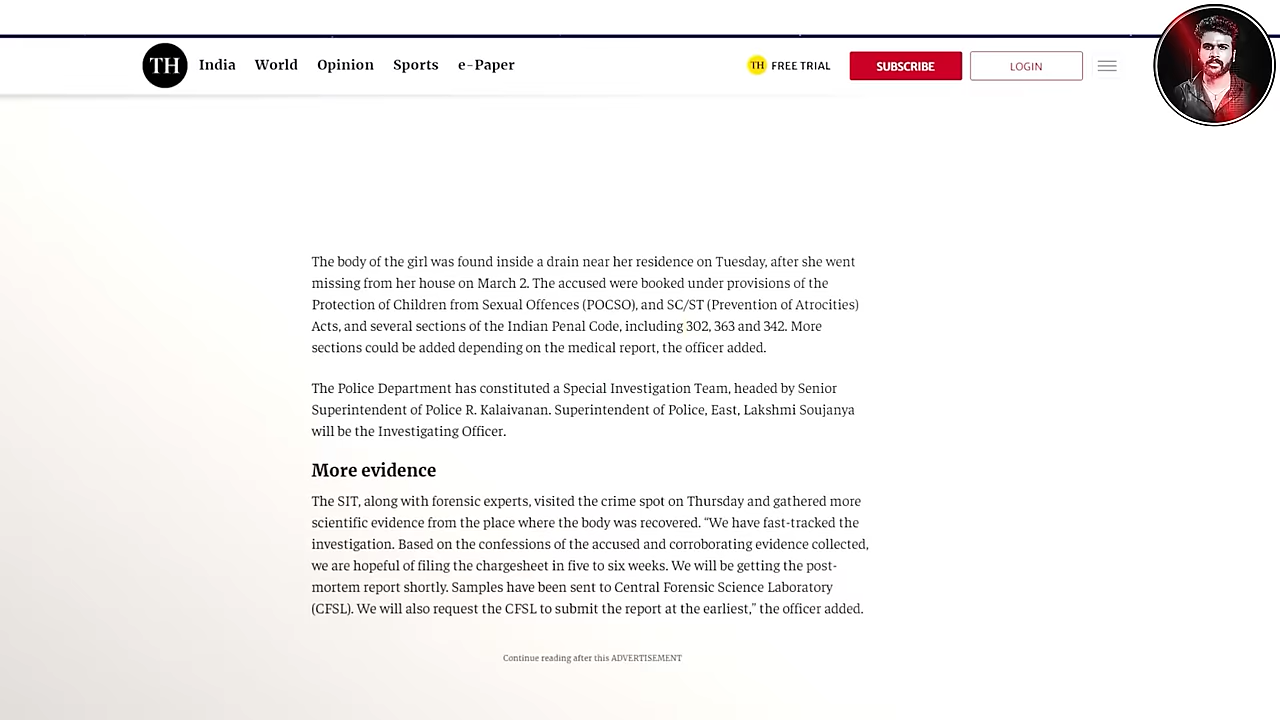 TH India World Opinion Sports e-Paper TH FREE TRIAL SUBSCRIBE LOGIN
The body of the girl was found inside a drain near her residence on Tuesday, after she went
missing from her house on March 2. The accused were booked under provisions of the
Protection of Children from Sexual Offences (POCSO), and SC/ST (Prevention of Atrocities)
Acts, and several sections of the Indian Penal Code, including 302, 363 and 342. More
sections could be added depending on the medical report, the officer added.
The Police Department has constituted a Special Investigation Team, headed by Senior
Superintendent of Police R. Kalaivanan. Superintendent of Police, East, Lakshmi Soujanya
will be the Investigating Officer.
More evidence
The SIT, along with forensic experts, visited the crime spot on Thursday and gathered more
scientific evidence from the place where the body was recovered. “We have fast-tracked the
investigation. Based on the confessions of the accused and corroborating evidence collected,
we are hopeful of filing the chargesheet in five to six weeks. We will be getting the post-
mortem report shortly. Samples have been sent to Central Forensic Science Laboratory
(CFSL). We will also request the CFSL to submit the report at the earliest,” the officer added.
Continue reading after this ADVERTISEMENT